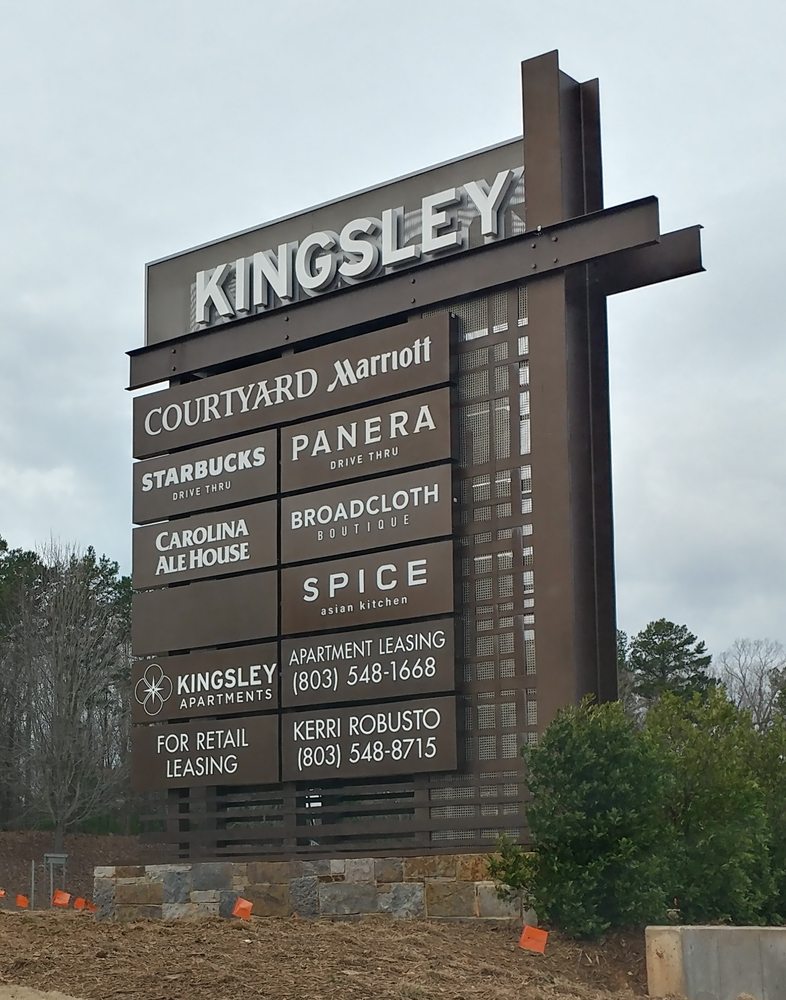 KINGSLEY
COURTYARD Marriott
STARBUCKS
DRIVE THRU
PANERA
DRIVE THRU
CAROLINA
ALE HOUSE
BROADCLOTH
BOUTIQUE
SPICE
asian kitchen
KINGSLEY
APARTMENTS
APARTMENT LEASING
(803) 548-1668
FOR RETAIL
LEASING
KERRI ROBUSTO
(803) 548-8715